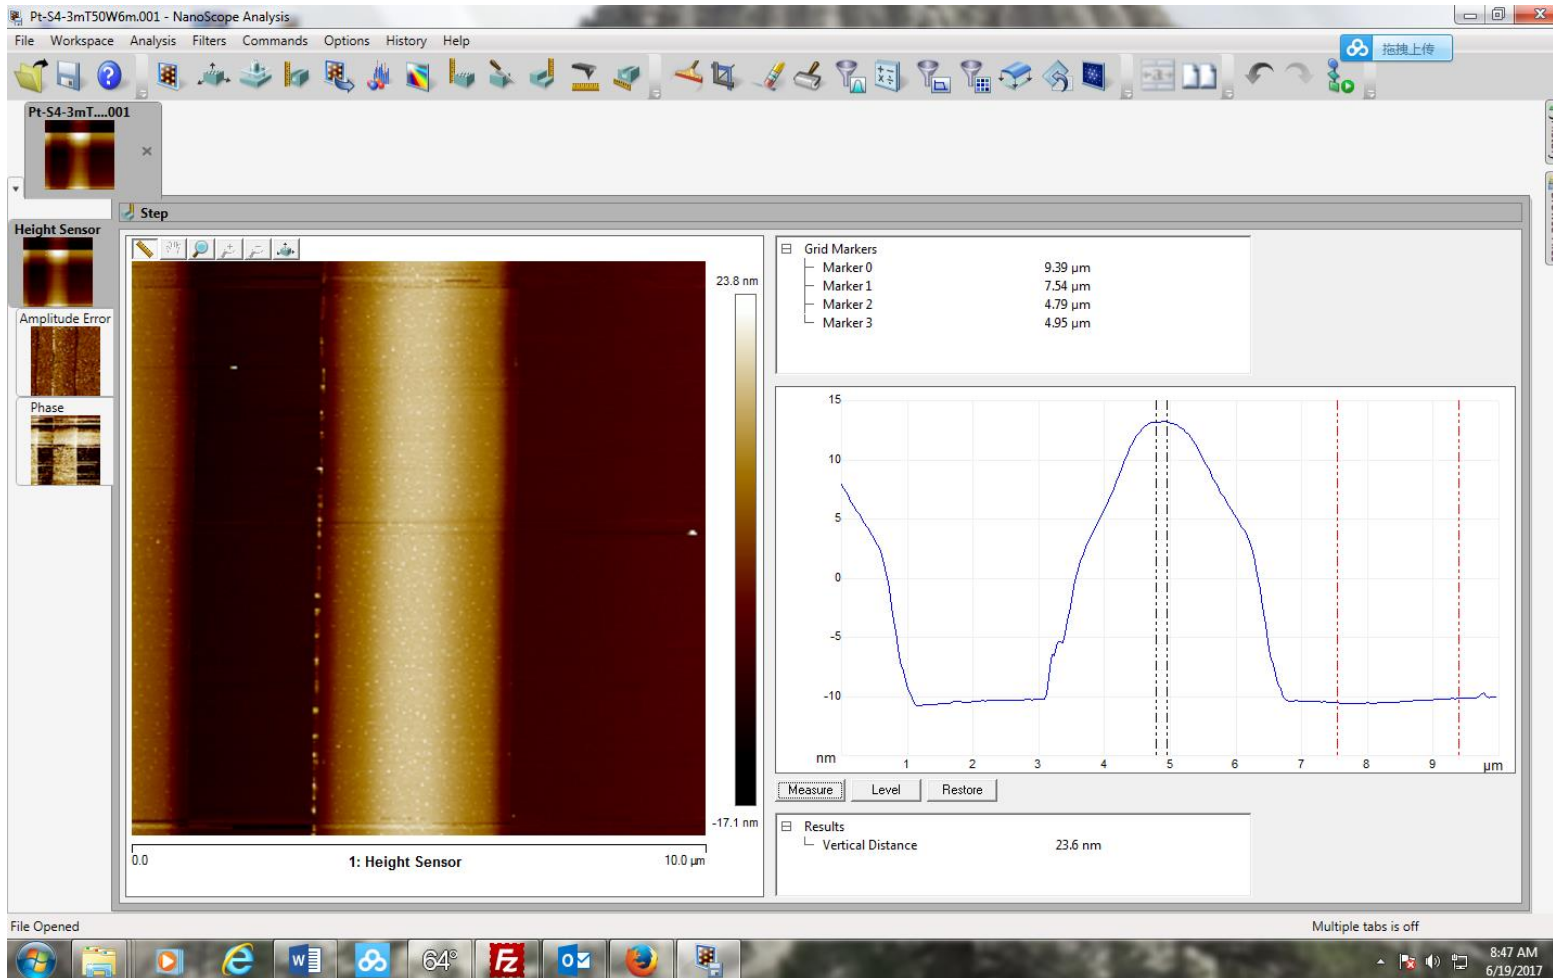 Pt-S4-3mT50W6m.001 - NanoScope Analysis
File Workspace Analysis Filters Commands Options History Help
拖拽上传
Pt-S4-3mT....001
Step
Height Sensor
Amplitude Error
Phase
23.8 nm
-17.1 nm
0.0 1: Height Sensor 10.0 µm
Grid Markers
Marker 0 9.39 µm
Marker 1 7.54 µm
Marker 2 4.79 µm
Marker 3 4.95 µm
15
10
5
0
-5
-10
nm 1 2 3 4 5 6 7 8 9 µm
Measure Level Restore
Results
Vertical Distance 23.6 nm
File Opened Multiple tabs is off
64°
Fz
8:47 AM
6/19/2017